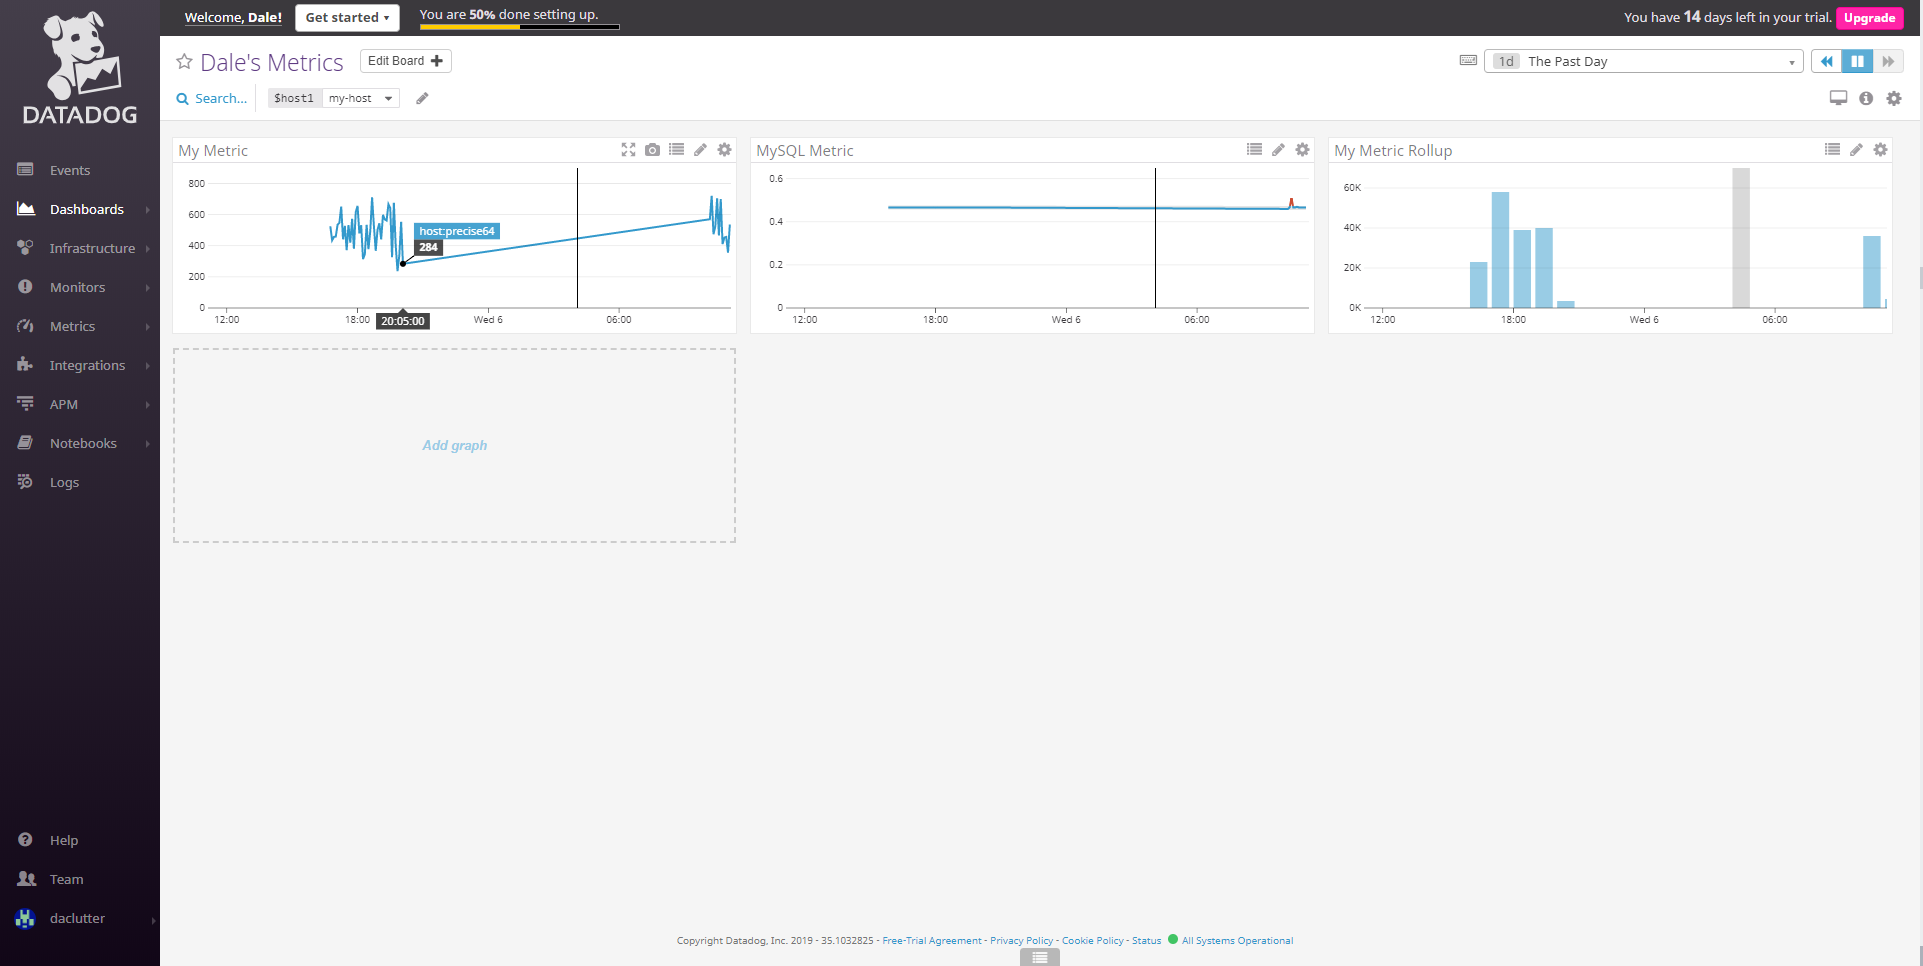 DATADOG
Events
Dashboards
Infrastructure
Monitors
Metrics
Integrations
APM
Notebooks
Logs
Help
Team
daclutter
Welcome, Dale!
Get started
You are 50% done setting up.
You have 14 days left in your trial.
Upgrade
Dale's Metrics
Edit Board
1d The Past Day
Search...
$host1 my-host
My Metric
800
600
400
200
0
host:precise64
284
12:00 18:00 20:05:00 Wed 6 06:00
MySQL Metric
0.6
0.4
0.2
0
12:00 18:00 Wed 6 06:00
My Metric Rollup
60K
40K
20K
0K
12:00 18:00 Wed 6 06:00
Add graph
Copyright Datadog, Inc. 2019 - 35.1032825 - Free-Trial Agreement - Privacy Policy - Cookie Policy - Status All Systems Operational